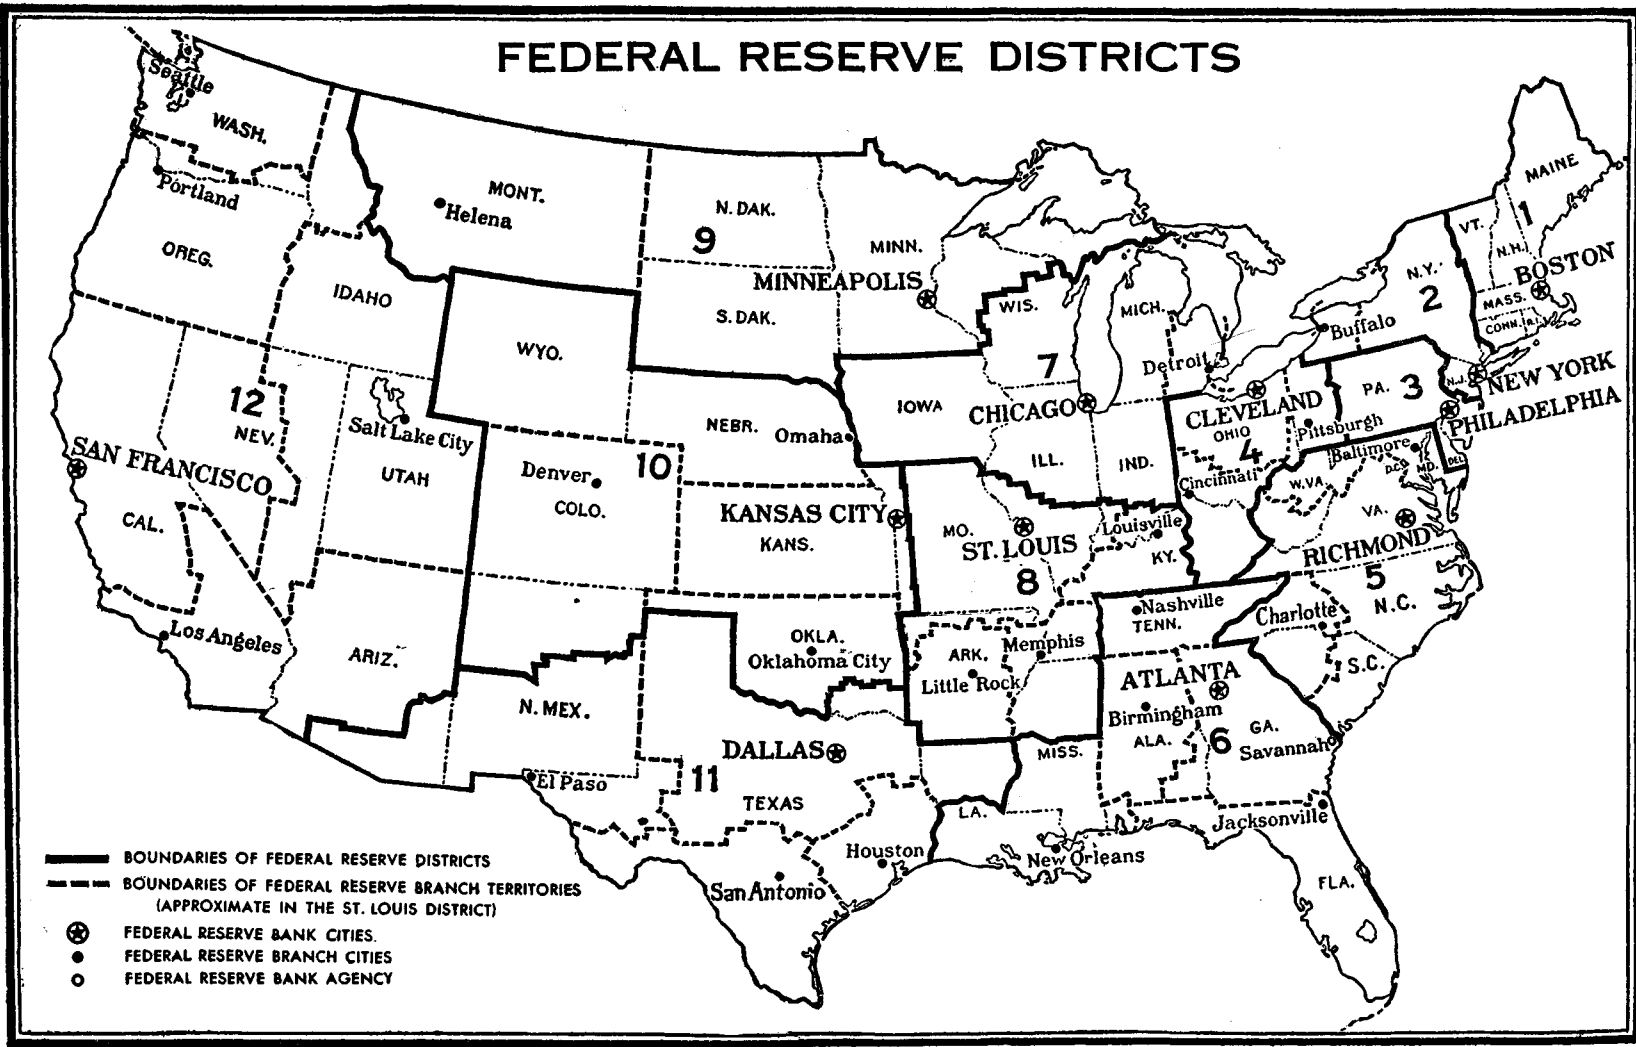 FEDERAL RESERVE DISTRICTS
Seattle
WASH.
Portland
OREG.
MONT.
Helena
IDAHO
N. DAK.
9
MINN.
MINNEAPOLIS
S. DAK.
WYO.
WIS.
MICH.
7
Detroit
MAINE
VT.
1
N.H.
BOSTON
MASS.
CONN.
R.I.
N.Y.
2
Buffalo
N.J.
NEW YORK
PA.
3
PHILADELPHIA
12
NEV.
SAN FRANCISCO
CAL.
Salt Lake City
UTAH
NEBR.
Omaha
IOWA
CHICAGO
ILL.
IND.
CLEVELAND
OHIO
4
Cincinnati
Pittsburgh
Baltimore
D.C.
MD.
DEL.
W.VA.
VA.
RICHMOND
5
Denver
10
COLO.
KANSAS CITY
KANS.
MO.
ST. LOUIS
8
Louisville
KY.
Los Angeles
ARIZ.
N. MEX.
OKLA.
Oklahoma City
ARK.
Little Rock
Memphis
Nashville
TENN.
Charlotte
N.C.
S.C.
ATLANTA
Birmingham
ALA.
6
GA.
Savannah
DALLAS
11
El Paso
TEXAS
MISS.
LA.
Jacksonville
Houston
New Orleans
San Antonio
FLA.
BOUNDARIES OF FEDERAL RESERVE DISTRICTS
BOUNDARIES OF FEDERAL RESERVE BRANCH TERRITORIES
(APPROXIMATE IN THE ST. LOUIS DISTRICT)
FEDERAL RESERVE BANK CITIES.
FEDERAL RESERVE BRANCH CITIES
FEDERAL RESERVE BANK AGENCY